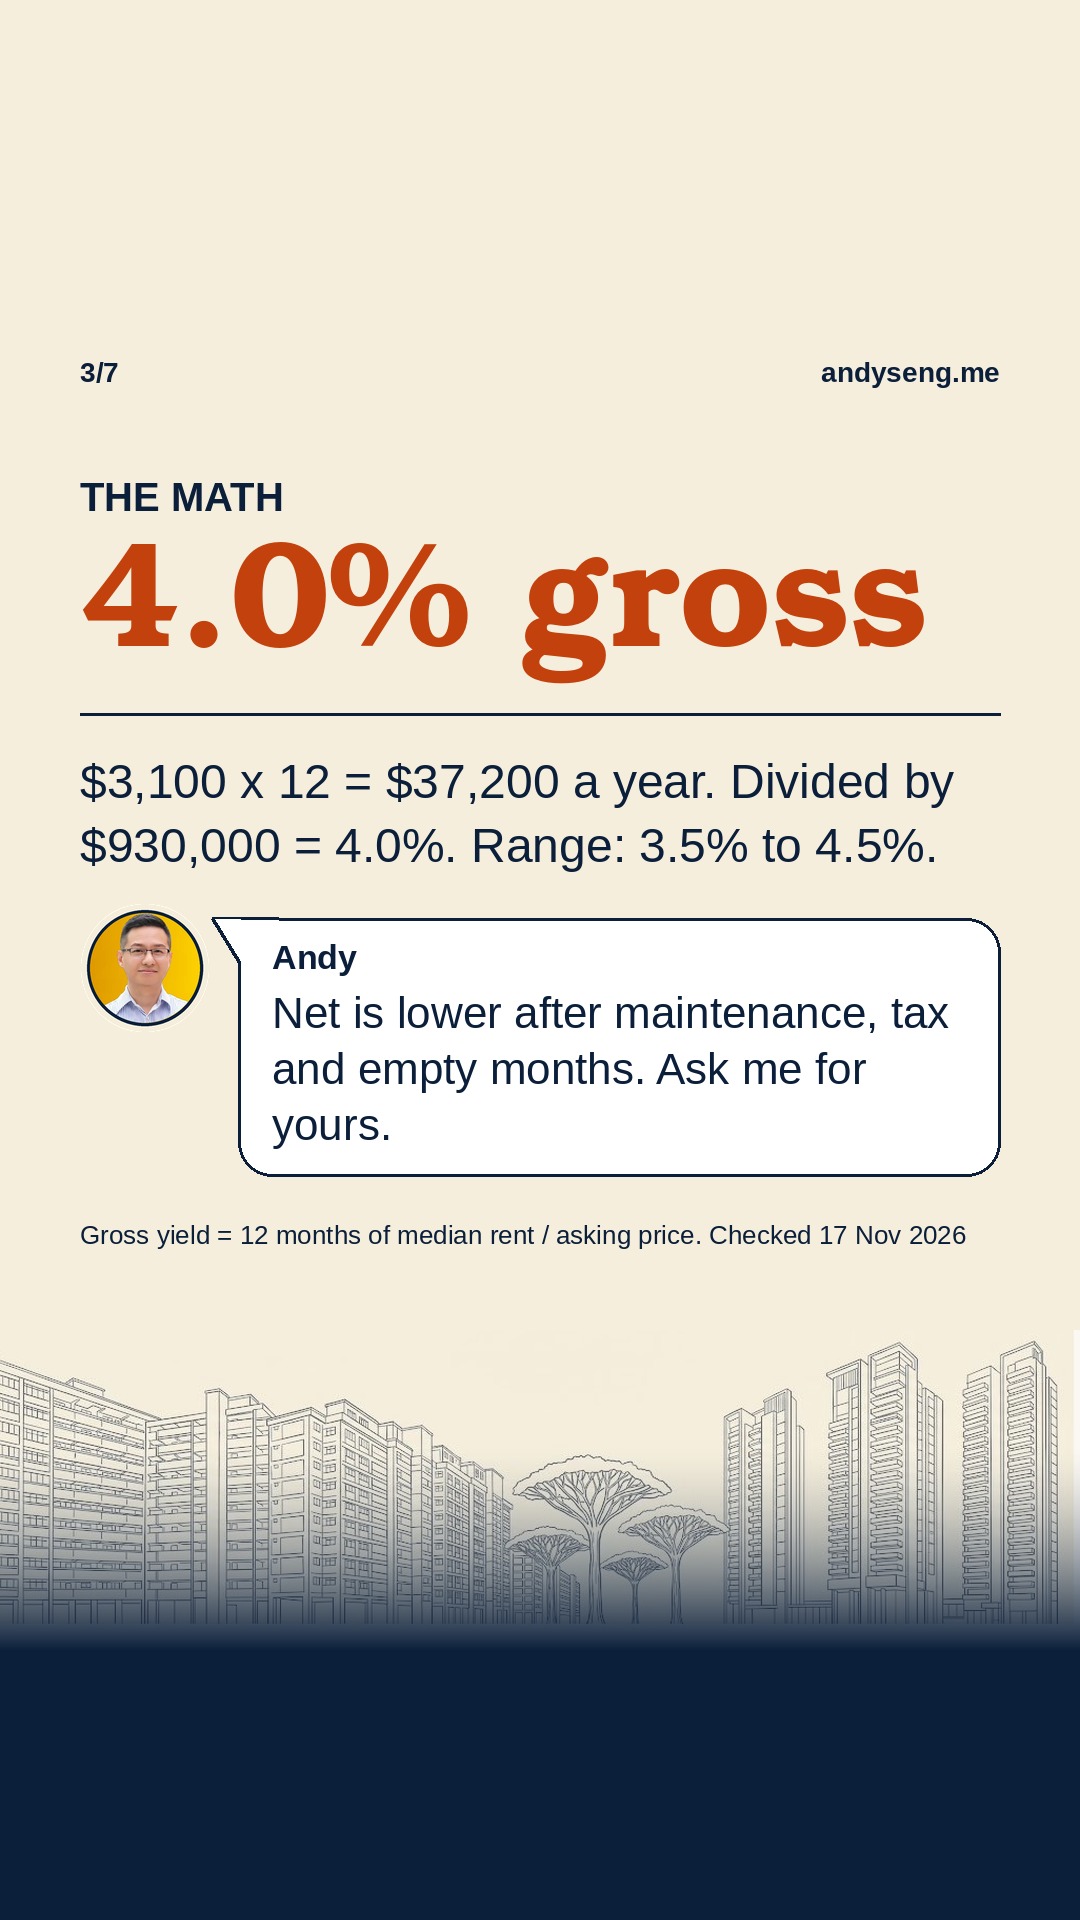 3/7
andyseng.me
THE MATH
4.0% gross
$3,100 x 12 = $37,200 a year. Divided by
$930,000 = 4.0%. Range: 3.5% to 4.5%.
Andy
Net is lower after maintenance, tax
and empty months. Ask me for
yours.
Gross yield = 12 months of median rent / asking price. Checked 17 Nov 2026